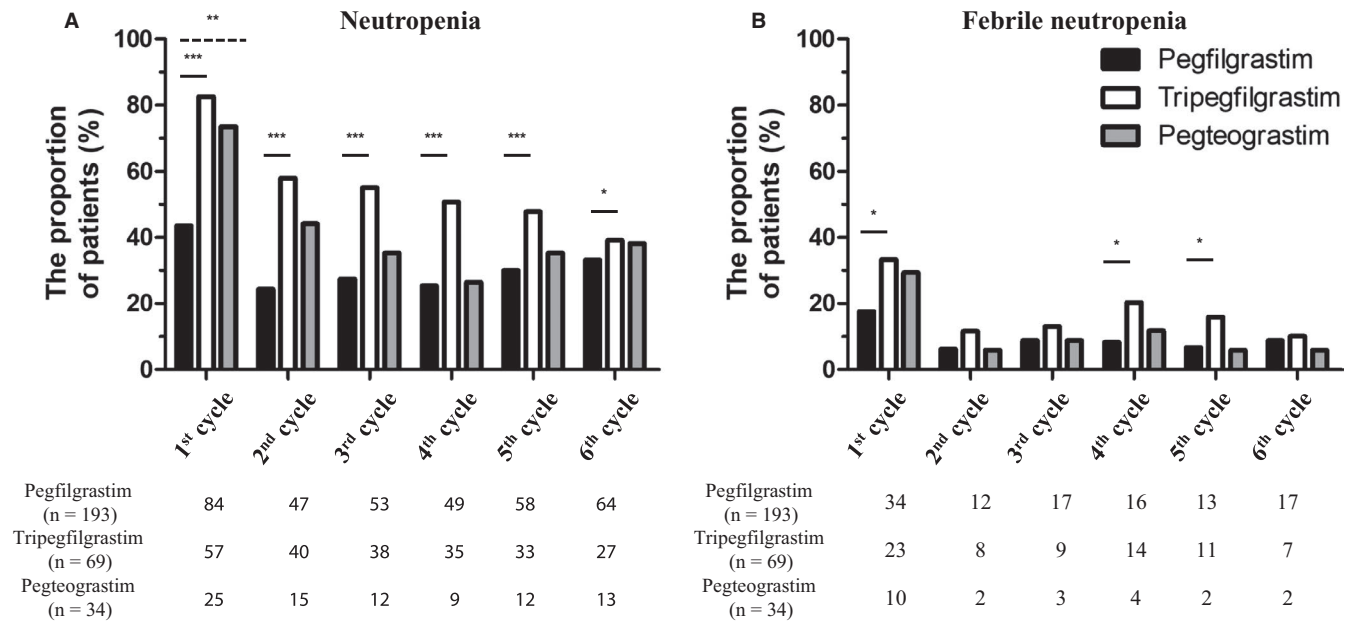 A
Neutropenia
**
***
***
***
***
***
*
100
80
60
40
20
0
The proportion
of patients (%)
1st cycle
2nd cycle
3rd cycle
4th cycle
5th cycle
6th cycle
Pegfilgrastim
(n = 193)
84 47 53 49 58 64
Tripegfilgrastim
(n = 69)
57 40 38 35 33 27
Pegteograstim
(n = 34)
25 15 12 9 12 13
B
Febrile neutropenia
Pegfilgrastim
Tripegfilgrastim
Pegteograstim
*
*
*
100
80
60
40
20
0
The proportion
of patients (%)
1st cycle
2nd cycle
3rd cycle
4th cycle
5th cycle
6th cycle
Pegfilgrastim
(n = 193)
34 12 17 16 13 17
Tripegfilgrastim
(n = 69)
23 8 9 14 11 7
Pegteograstim
(n = 34)
10 2 3 4 2 2